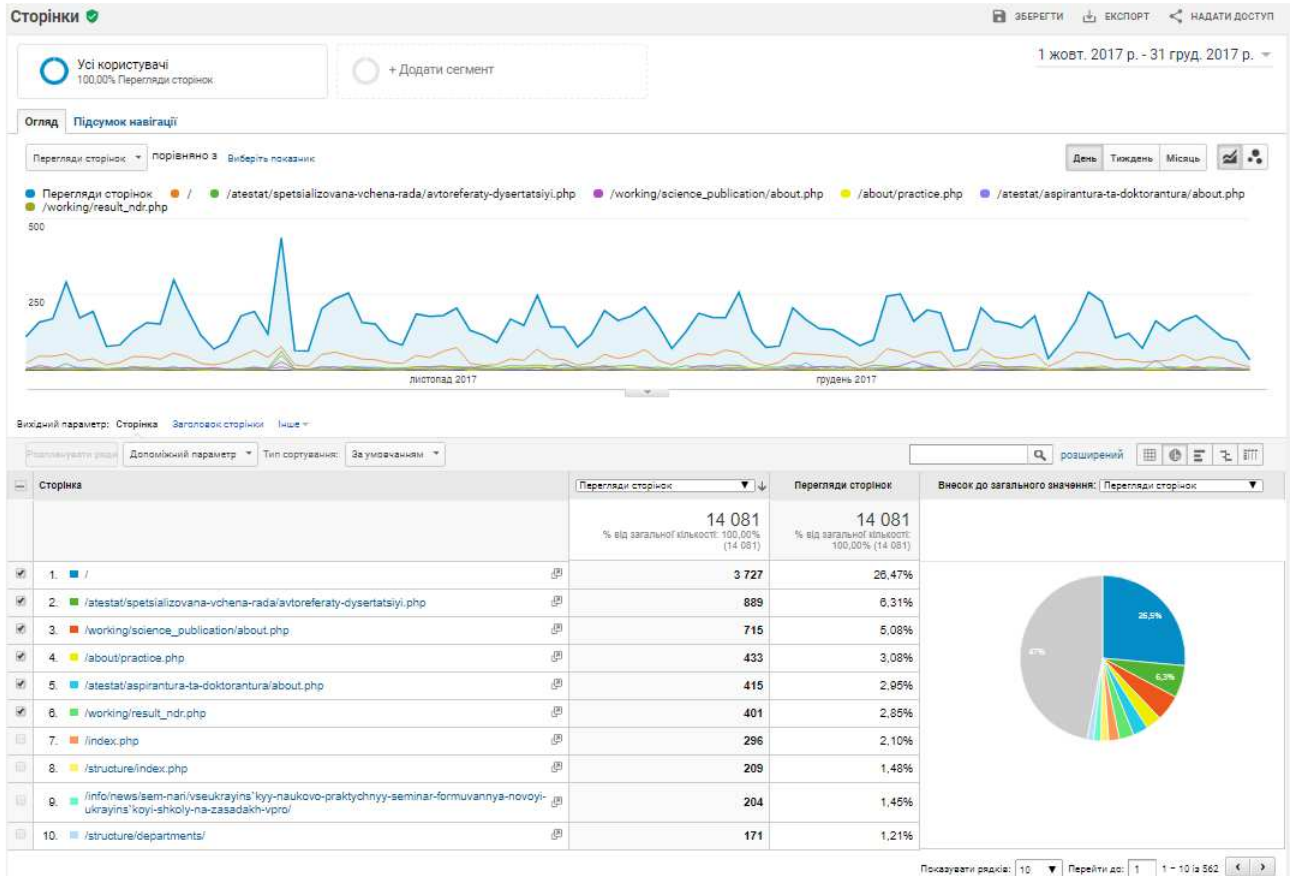 Сторінки
ЗБЕРЕГТИ ЕКСПОРТ НАДАТИ ДОСТУП
Усі користувачі
100,00% Перегляди сторінок
+ Додати сегмент
1 жовт. 2017 р. - 31 груд. 2017 р.
Огляд Підсумок навігації
Перегляди сторінок порівняно з Виберіть показник
День Тиждень Місяць
Перегляди сторінок / /atestat/spetsializovana-vchena-rada/avtoreferaty-dysertatsiyi.php /working/science_publication/about.php /about/practice.php /atestat/aspirantura-ta-doktorantura/about.php
/working/result_ndr.php
500
250
листопад 2017 грудень 2017
Вихідний параметр: Сторінка Заголовок сторінки Інше
Розпланувати ряди Допоміжний параметр Тип сортування: За умовчанням розширений
Сторінка Перегляди сторінок Перегляди сторінок Внесок до загального значення: Перегляди сторінок
14 081 14 081
% від загальної кількості: 100,00% % від загальної кількості:
(14 081) 100,00% (14 081)
1. / 3 727 26,47%
2. /atestat/spetsializovana-vchena-rada/avtoreferaty-dysertatsiyi.php 889 6,31%
3. /working/science_publication/about.php 715 5,08%
4. /about/practice.php 433 3,08%
5. /atestat/aspirantura-ta-doktorantura/about.php 415 2,95%
6. /working/result_ndr.php 401 2,85%
7. /index.php 296 2,10%
8. /structure/index.php 209 1,48%
9. /info/news/sem-nari/vseukrayins'kyy-naukovo-praktychnyy-seminar-formuvannya-novoyi-
ukrayins'koyi-shkoly-na-zasadakh-vpro/ 204 1,45%
10. /structure/departments/ 171 1,21%
26,5%
6,3%
47%
Показувати рядків: 10 Перейти до: 1 1 – 10 із 562